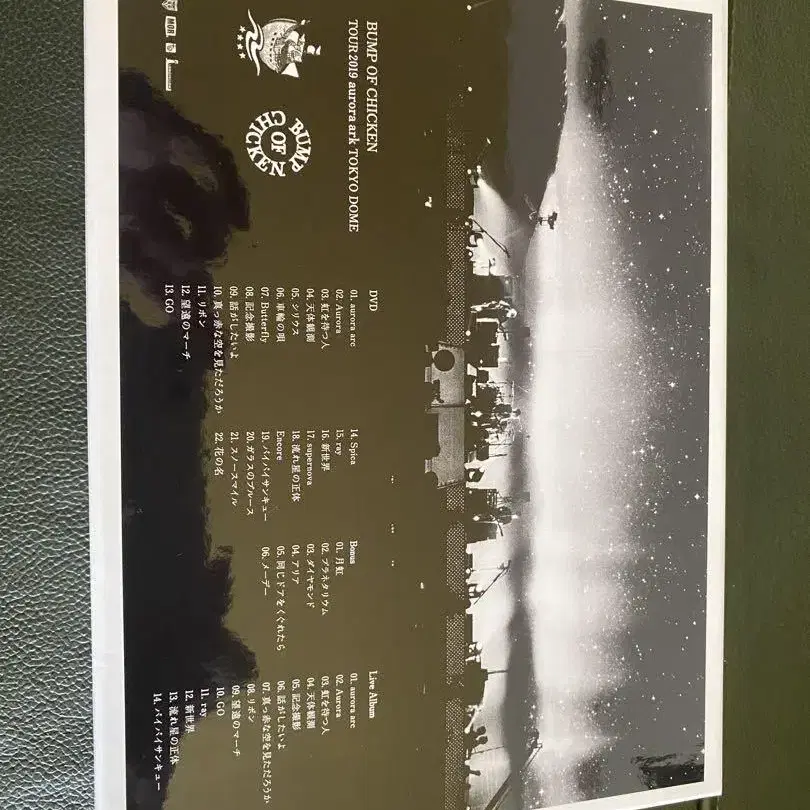 BUMP OF CHICKEN
TOUR 2019 aurora ark TOKYO DOME
BUMP OF CHICKEN
DVD
01. aurora arc
02. Aurora
03. 虹を待つ人
04. 天体観測
05. シリウス
06. 車輪の唄
07. Butterfly
08. 記念撮影
09. 話がしたいよ
10. 真っ赤な空を見ただろうか
11. リボン
12. 望遠のマーチ
13. GO
14. Spica
15. ray
16. 新世界
17. supernova
18. 流れ星の正体
Encore
19. バイバイサンキュー
20. ガラスのブルース
21. スノースマイル
22. 花の名
Bonus
01. 月虹
02. プラネタリウム
03. ダイヤモンド
04. アリア
05. 同じドアをくぐれたら
06. メーデー
Live Album
01. aurora arc
02. Aurora
03. 虹を待つ人
04. 天体観測
05. 記念撮影
06. 話がしたいよ
07. 真っ赤な空を見ただろうか
08. リボン
09. 望遠のマーチ
10. GO
11. ray
12. 新世界
13. 流れ星の正体
14. バイバイサンキュー